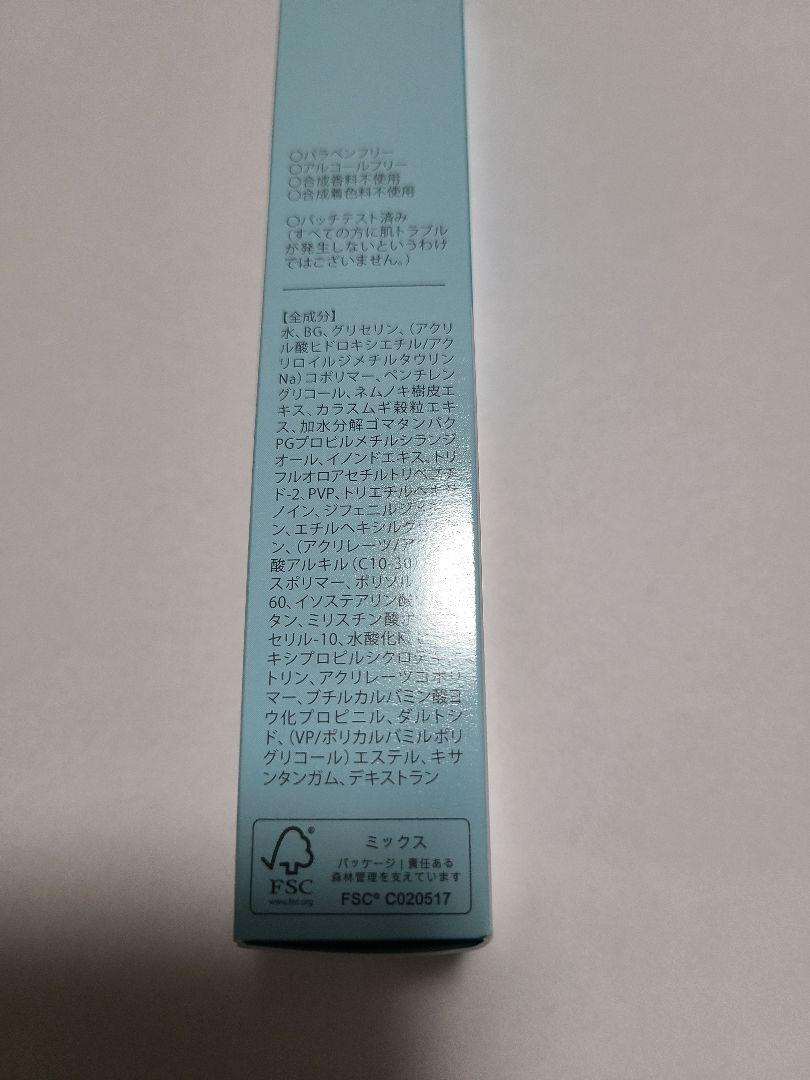 〇パラベンフリー
〇アルコールフリー
〇合成香料不使用
〇合成着色料不使用
〇パッチテスト済み
(すべての方に肌トラブル
が発生しないというわけ
ではございません。)
【全成分】
水、BG、グリセリン、(アクリ
ル酸ヒドロキシエチル/アク
リロイルジメチルタウリン
Na)コポリマー、ペンチレン
グリコール、ネムノキ樹皮エ
キス、カラスムギ穀粒エキ
ス、加水分解ゴマタンパク
PGプロピルメチルシランジ
オール、イノンドエキス、トリ
フルオロアセチルトリペプチ
ド-2、PVP、トリエチルヘキサ
ノイン、ジフェニルジメチ
ン、エチルヘキシルグリ
ン、(アクリレーツ/アク
酸アルキル(C10-30
スポリマー、ポリソル
60、イソステアリン酸
タン、ミリスチン酸
セリル-10、水酸化K、ヒ
キシプロピルシクロデキス
トリン、アクリレーツコポリ
マー、ブチルカルバミン酸ヨ
ウ化プロピニル、ダルトシ
ド、(VP/ポリカルバミルポリ
グリコール)エステル、キサ
ンタンガム、デキストラン
FSC®
www.fsc.org
ミックス
パッケージ|責任ある
森林管理を支えています
FSC® C020517